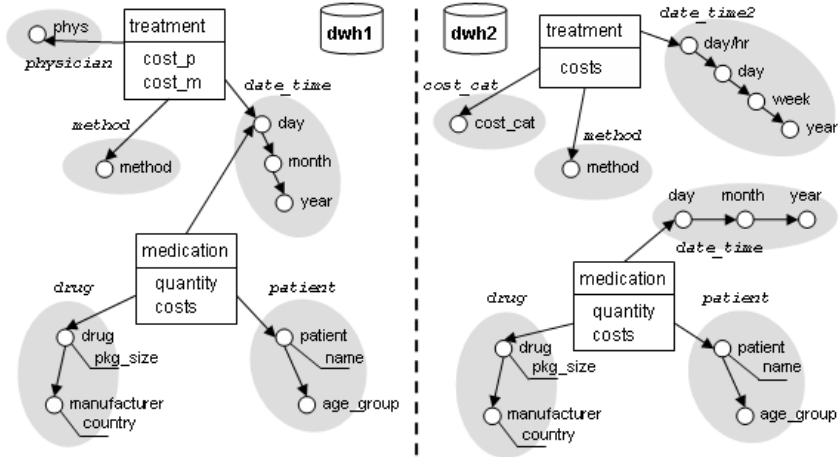 phys
physician
treatment
cost_p
cost_m
dwh1
date_time
day
month
year
method
method
medication
quantity
costs
drug
drug
pkg_size
manufacturer
country
patient
patient
name
age_group
dwh2
treatment
costs
date_time2
day/hr
day
week
year
cost_cat
cost_cat
method
method
day month year
date_time
medication
quantity
costs
drug
drug
pkg_size
manufacturer
country
patient
patient
name
age_group